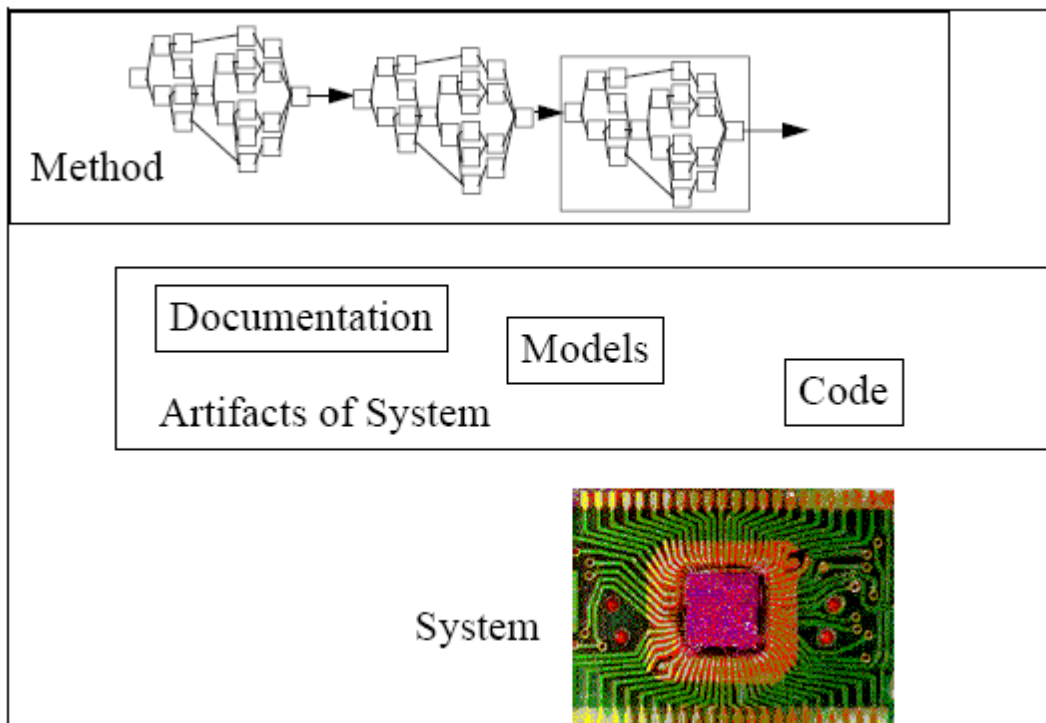 Method
Documentation
Models
Code
Artifacts of System
System